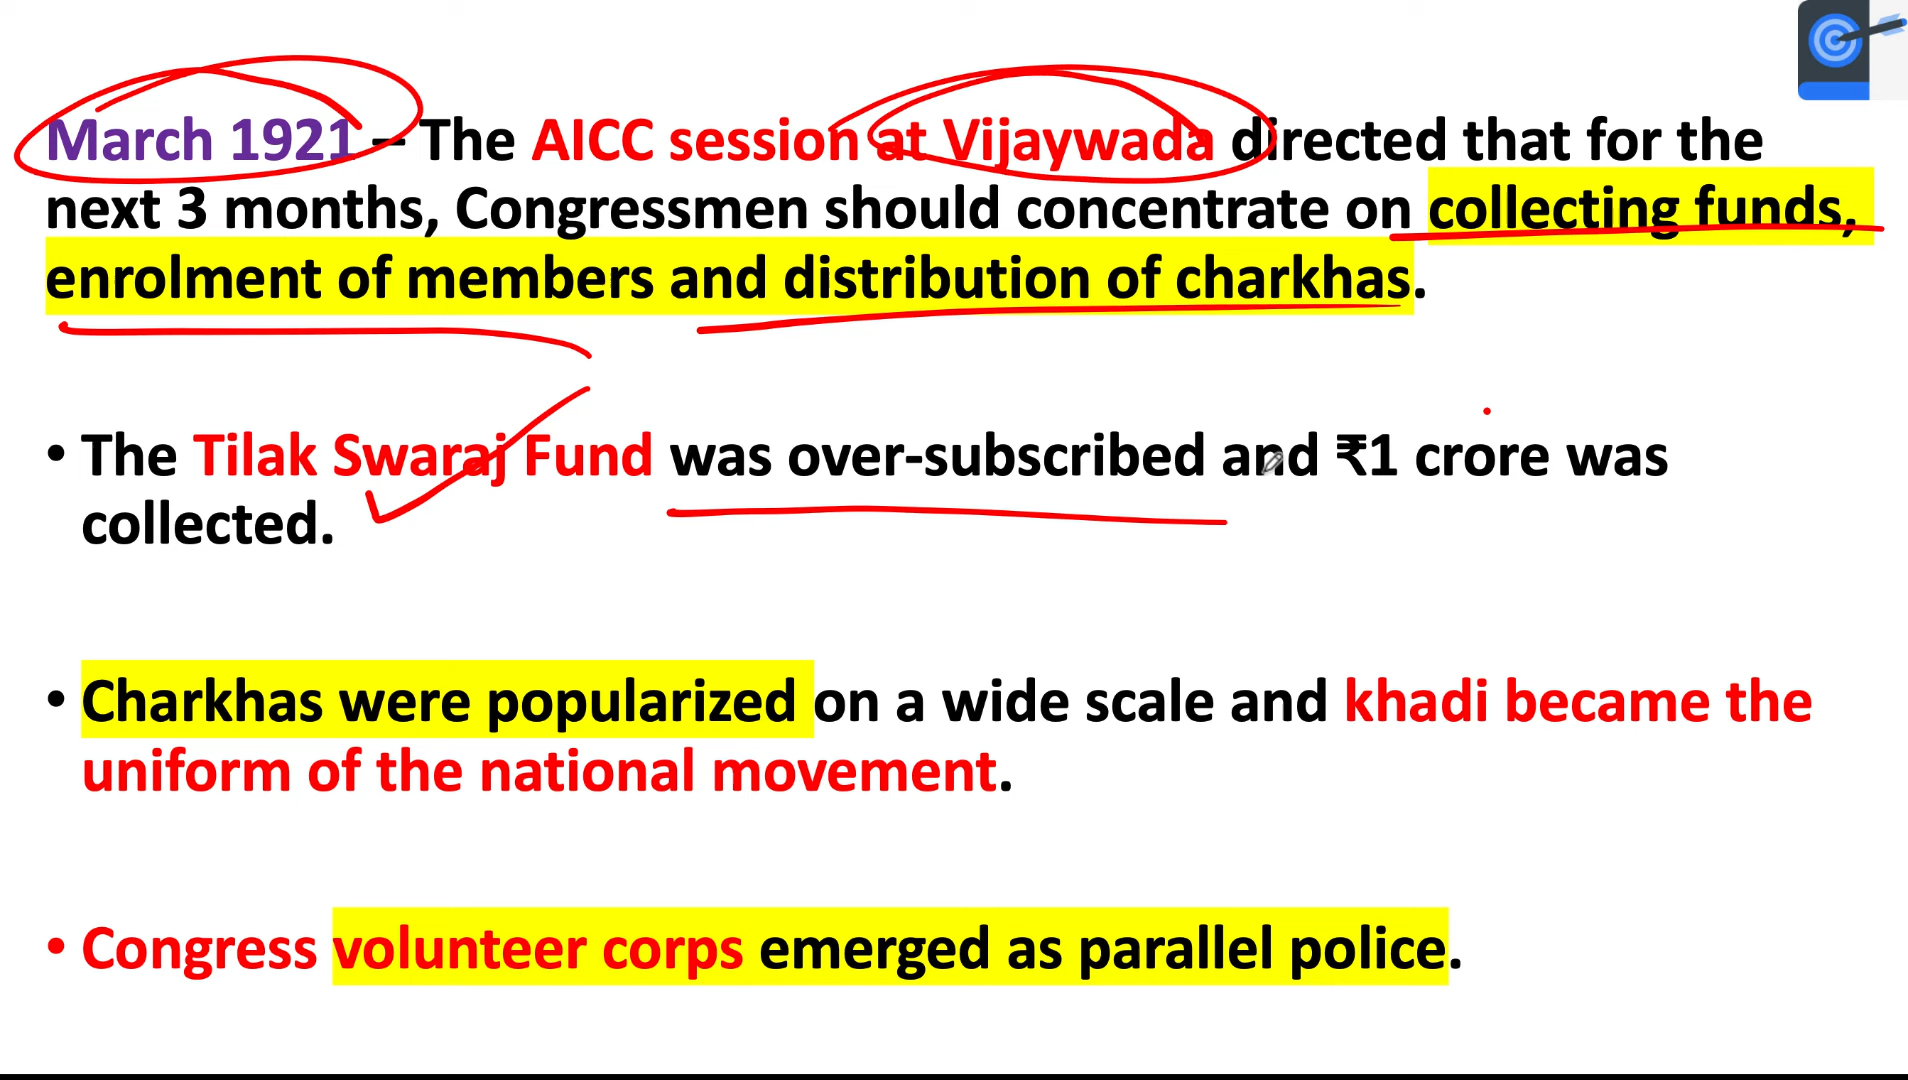 March 1921 – The AICC session at Vijaywada directed that for the
next 3 months, Congressmen should concentrate on collecting funds,
enrolment of members and distribution of charkhas.
• The Tilak Swaraj Fund was over-subscribed and ₹1 crore was
collected.
• Charkhas were popularized on a wide scale and khadi became the
uniform of the national movement.
• Congress volunteer corps emerged as parallel police.